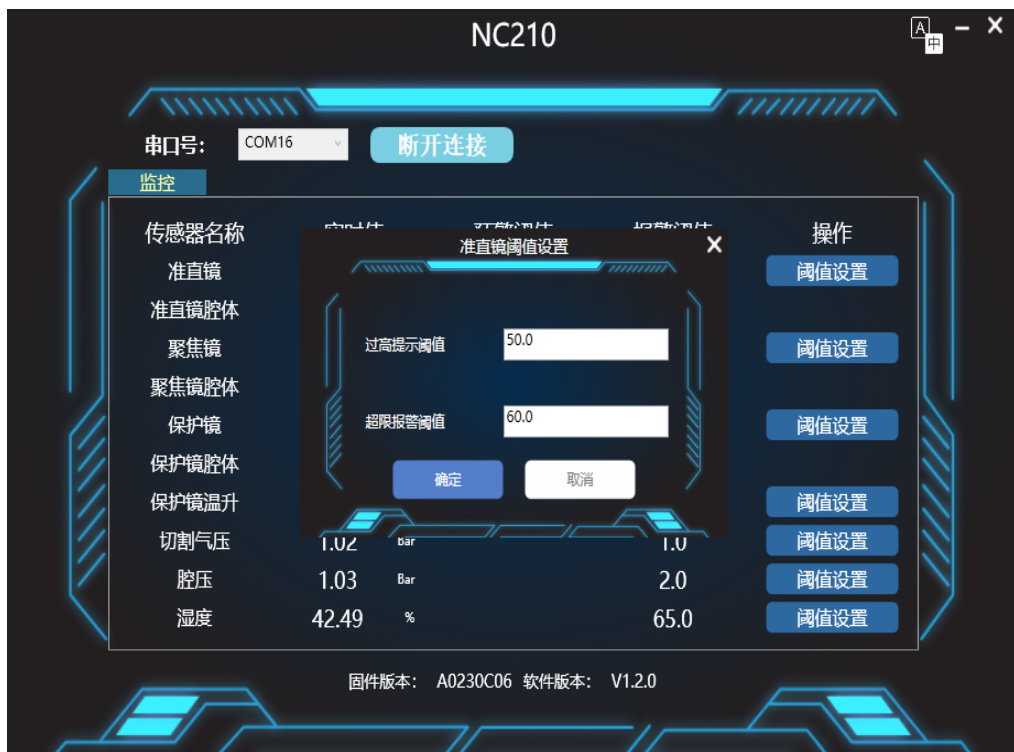 NC210
A
中
串口号: COM16 断开连接
监控
传感器名称 操作
准直镜阈值设置
准直镜 阈值设置
准直镜腔体
过高提示阈值 50.0
聚焦镜 阈值设置
聚焦镜腔体
超限报警阈值 60.0
保护镜 阈值设置
保护镜腔体
确定 取消
保护镜温升 阈值设置
切割气压 1.02 Bar 1.0 阈值设置
腔压 1.03 Bar 2.0 阈值设置
湿度 42.49 % 65.0 阈值设置
固件版本: A0230C06 软件版本: V1.2.0